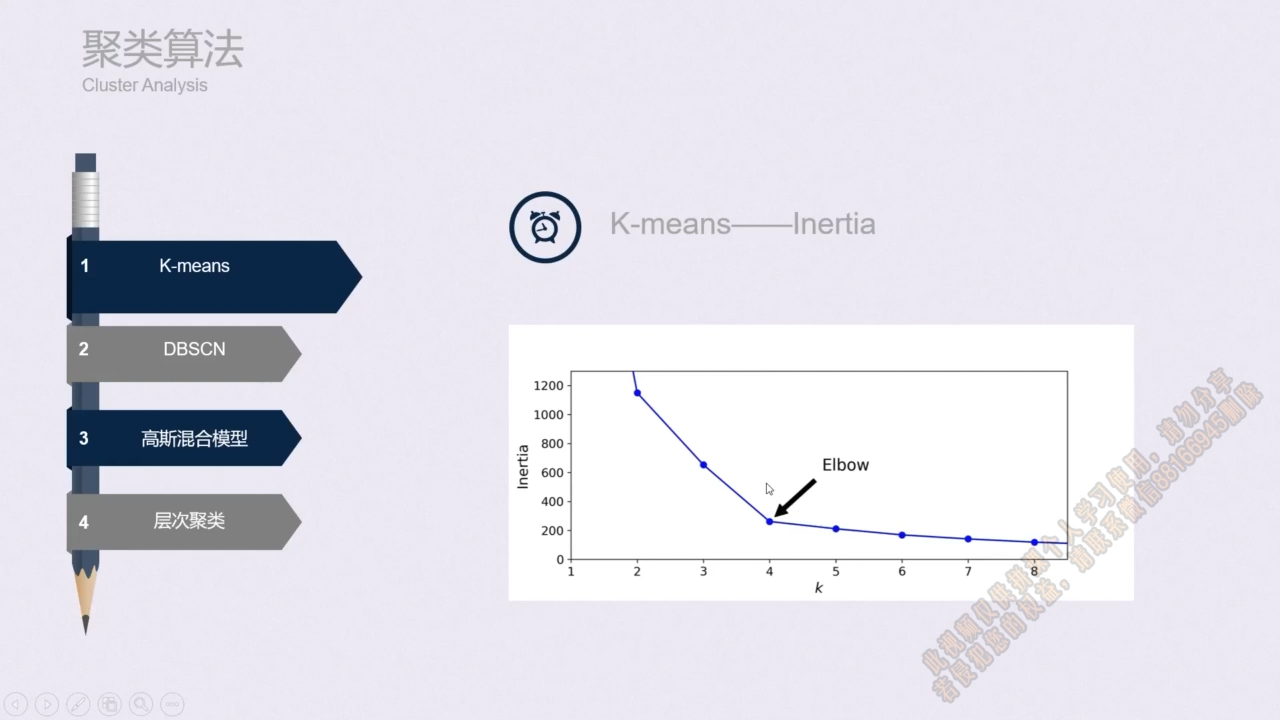 聚类算法
Cluster Analysis
1 K-means
2 DBSCN
3 高斯混合模型
4 层次聚类
K-means——Inertia
Inertia
1200
1000
800
600
400
200
0
Elbow
1 2 3 4 5 6 7 8
k
此视频仅供排课个人学习使用，请勿分享
若侵犯您的权益，请联系微信88166945删除